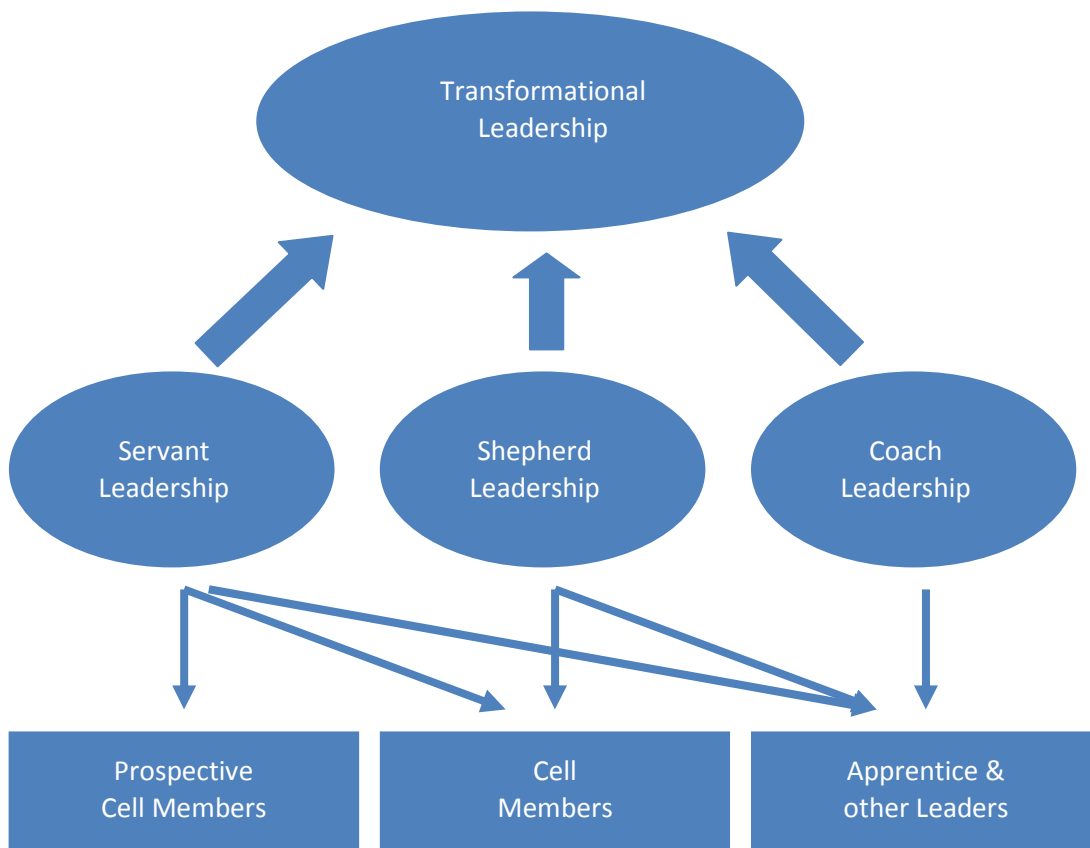 Transformational
Leadership
Servant
Leadership
Shepherd
Leadership
Coach
Leadership
Prospective
Cell Members
Cell
Members
Apprentice &
other Leaders